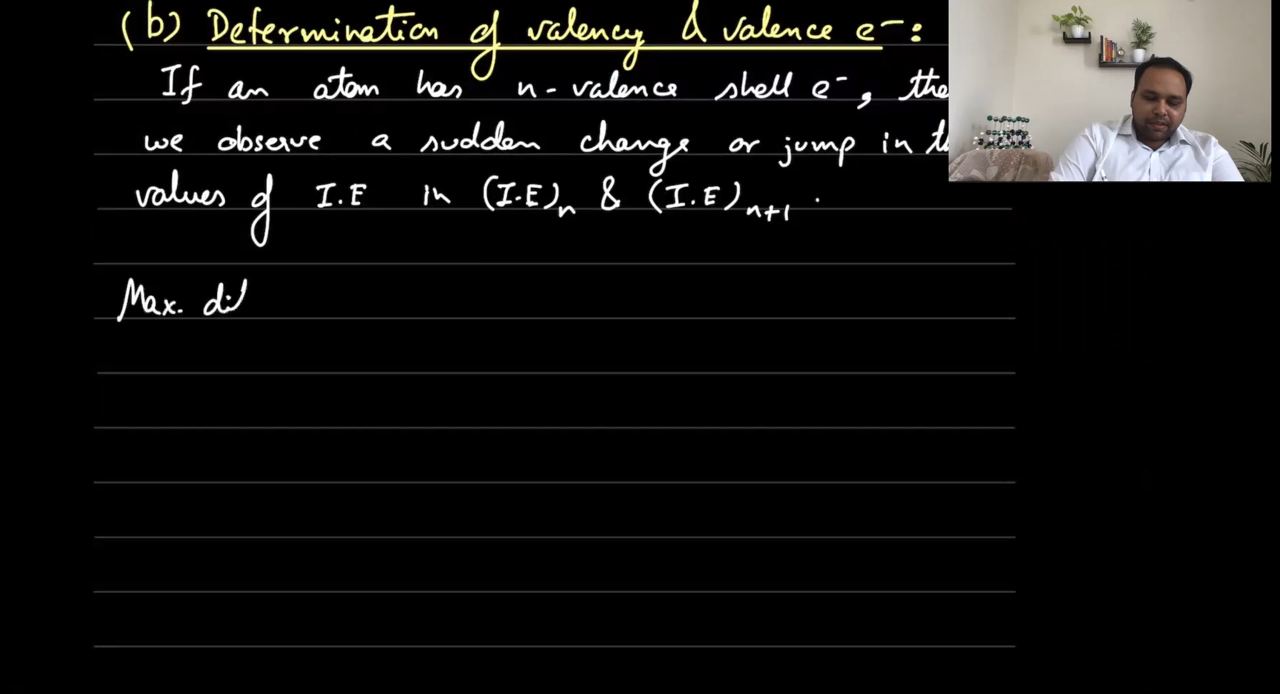 (b) Determination of valency & valence e⁻:
If an atom has n-valence shell e⁻, the
we observe a sudden change or jump in th
values of I.E in (I.E)ₙ & (I.E)ₙ₊₁ .
Max. di